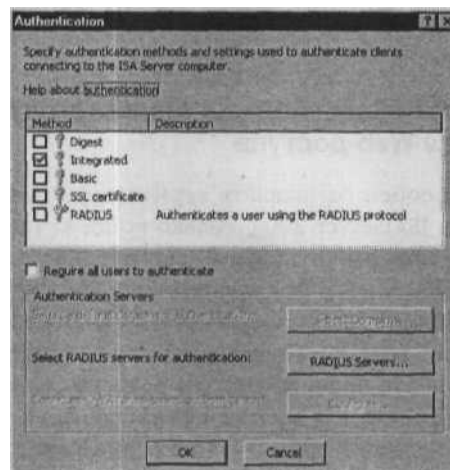 Authentication
Specify authentication methods and settings used to authenticate clients
connecting to the ISA Server computer.
Help about authentication
Method Description
Digest
Integrated
Basic
SSL certificate
RADIUS Authenticates a user using the RADIUS protocol
Require all users to authenticate
Authentication Servers
Select RADIUS servers for authentication:
RADIUS Servers...
OK Cancel